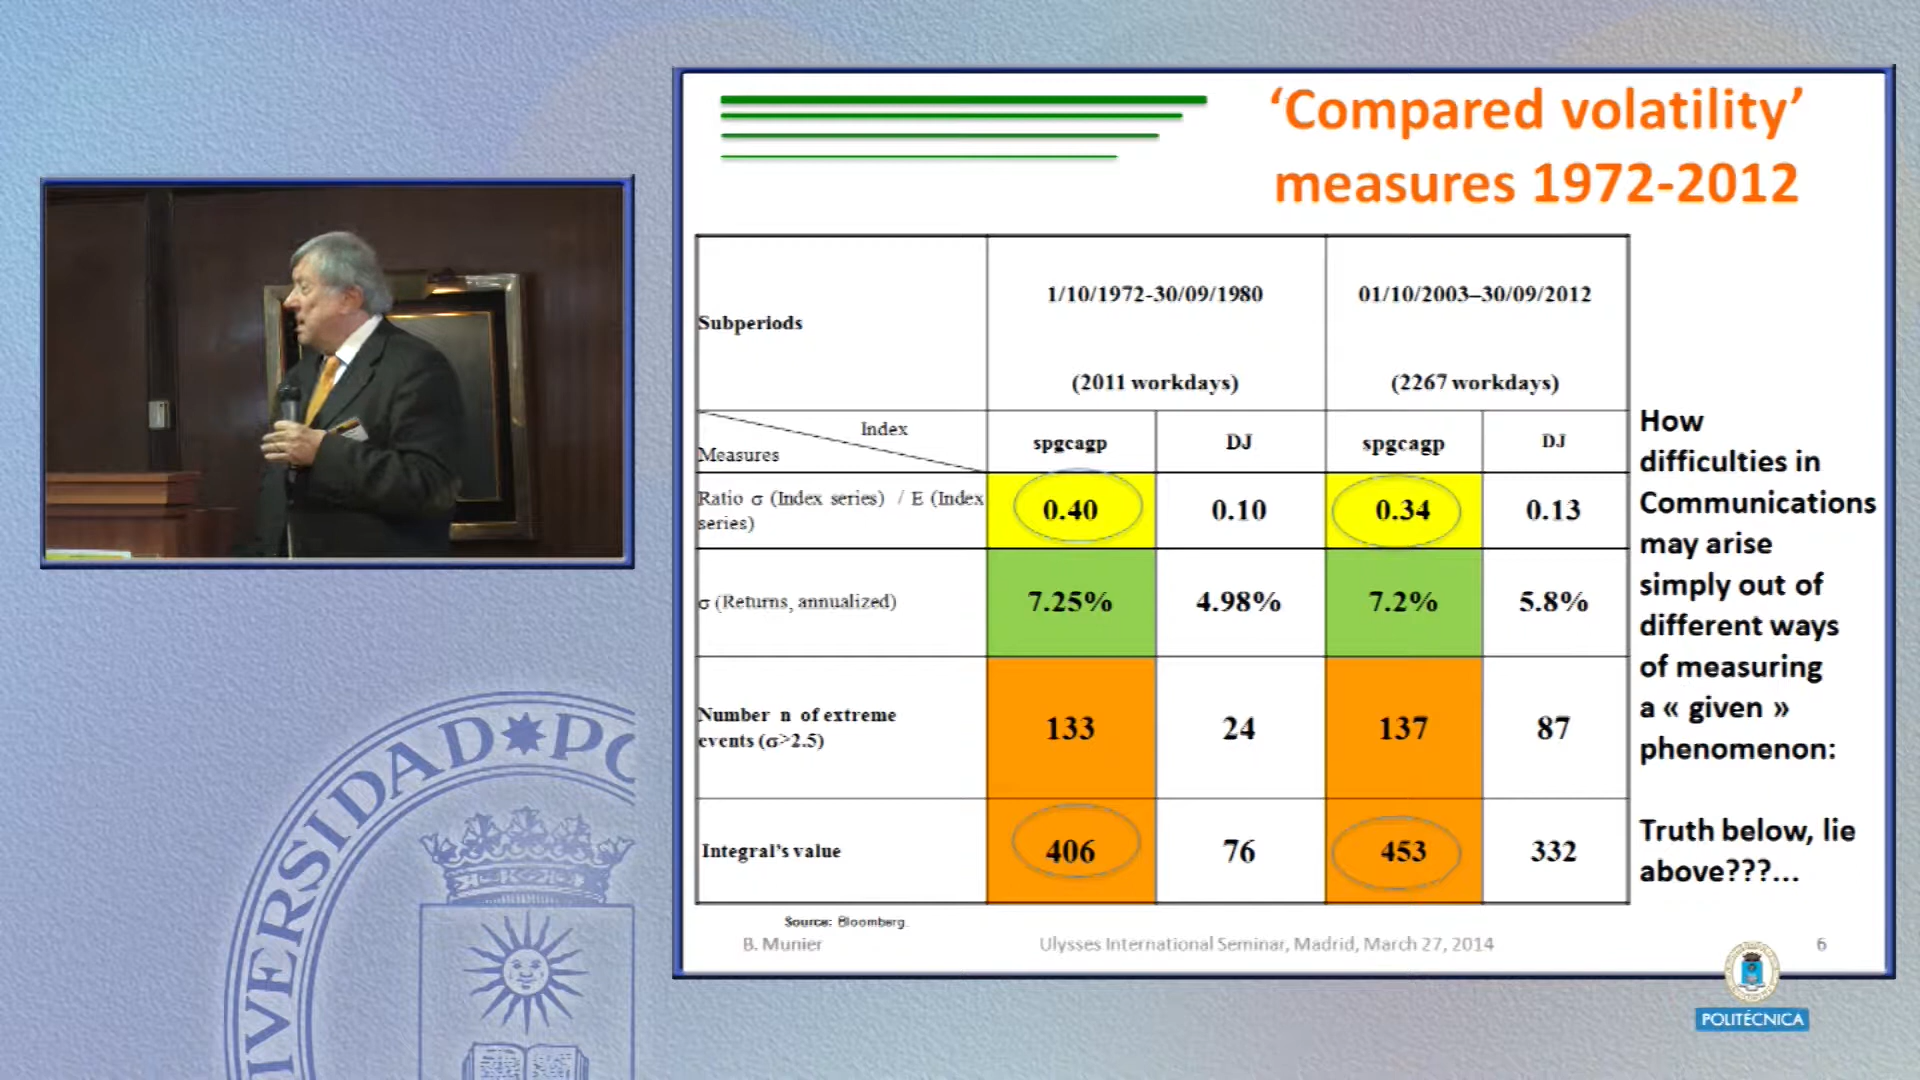 ‘Compared volatility’
measures 1972-2012
Subperiods
1/10/1972-30/09/1980
(2011 workdays)
01/10/2003–30/09/2012
(2267 workdays)
Index
Measures
spgcagp
DJ
spgcagp
DJ
Ratio σ (Index series) / E (Index
series)
0.40
0.10
0.34
0.13
σ (Returns, annualized)
7.25%
4.98%
7.2%
5.8%
Number n of extreme
events (σ>2.5)
133
24
137
87
Integral's value
406
76
453
332
How
difficulties in
Communications
may arise
simply out of
different ways
of measuring
a « given »
phenomenon:
Truth below, lie
above???...
Source: Bloomberg.
B. Munier
Ulysses International Seminar, Madrid, March 27, 2014
6
POLITÉCNICA
IVERSIDAD PO